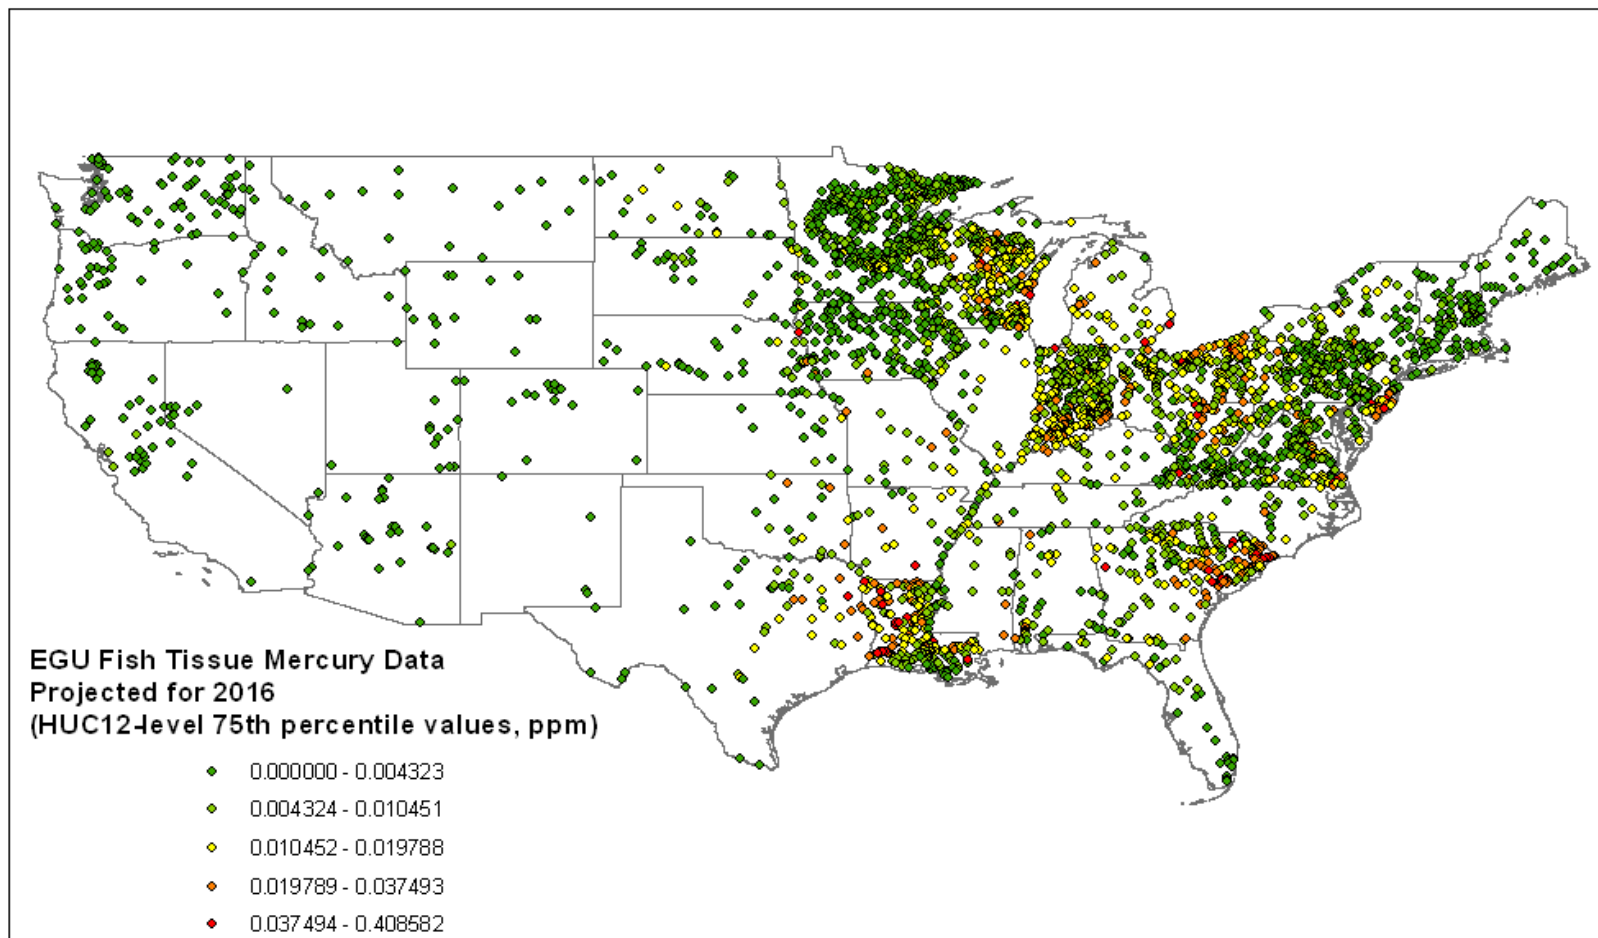 EGU Fish Tissue Mercury Data
Projected for 2016
(HUC12-level 75th percentile values, ppm)
0.000000 - 0.004323
0.004324 - 0.010451
0.010452 - 0.019788
0.019789 - 0.037493
0.037494 - 0.408582